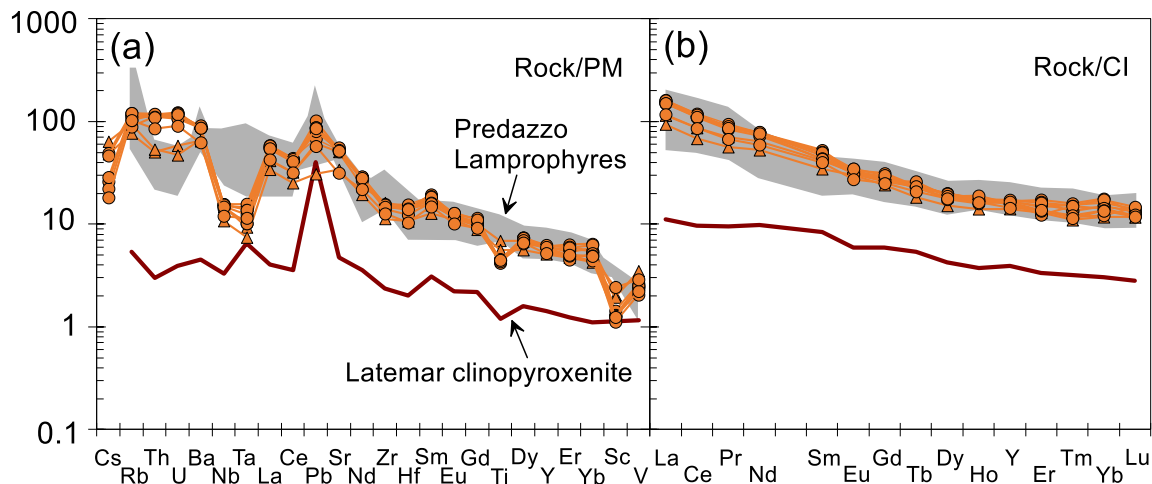 1000
(a)
(b)
Rock/PM
Rock/CI
100
Predazzo
Lamprophyres
10
1
Latemar clinopyroxenite
0.1
Cs Th Ba Ta Ce Sr Zr Sm Gd Dy Er Sc
Rb U Nb La Pb Nd Hf Eu Ti Y Yb V
La Pr Sm Gd Dy Y Tm Lu
Ce Nd Eu Tb Ho Er Yb